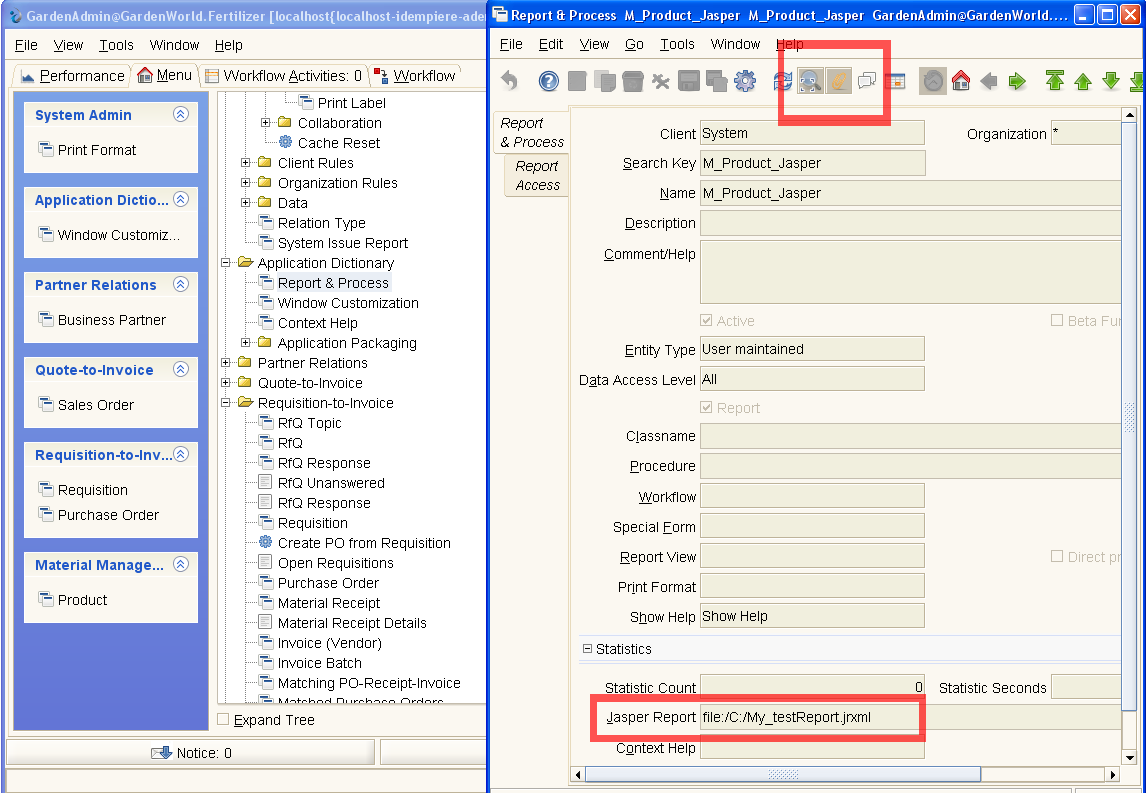 GardenAdmin@GardenWorld.Fertilizer [localhost{localhost-idempiere-ade
File View Tools Window Help
Performance Menu Workflow Activities: 0 Workflow
System Admin
Print Format
Application Dictio...
Window Customiz...
Partner Relations
Business Partner
Quote-to-Invoice
Sales Order
Requisition-to-Inv...
Requisition
Purchase Order
Material Manage...
Product
Print Label
Collaboration
Cache Reset
Client Rules
Organization Rules
Data
Relation Type
System Issue Report
Application Dictionary
Report & Process
Window Customization
Context Help
Application Packaging
Partner Relations
Quote-to-Invoice
Requisition-to-Invoice
RfQ Topic
RfQ
RfQ Response
RfQ Unanswered
RfQ Response
Requisition
Create PO from Requisition
Open Requisitions
Purchase Order
Material Receipt
Material Receipt Details
Invoice (Vendor)
Invoice Batch
Matching PO-Receipt-Invoice
Matched Purchase Orders
Expand Tree
Notice: 0
Report & Process M_Product_Jasper M_Product_Jasper GardenAdmin@GardenWorld....
File Edit View Go Tools Window Help
Report
& Process
Report
Access
Client System Organization *
Search Key M_Product_Jasper
Name M_Product_Jasper
Description
Comment/Help
Active Beta Fur
Entity Type User maintained
Data Access Level All
Report
Classname
Procedure
Workflow
Special Form
Report View Direct pr
Print Format
Show Help Show Help
Statistics
Statistic Count 0 Statistic Seconds
Jasper Report file:/C:/My_testReport.jrxml
Context Help